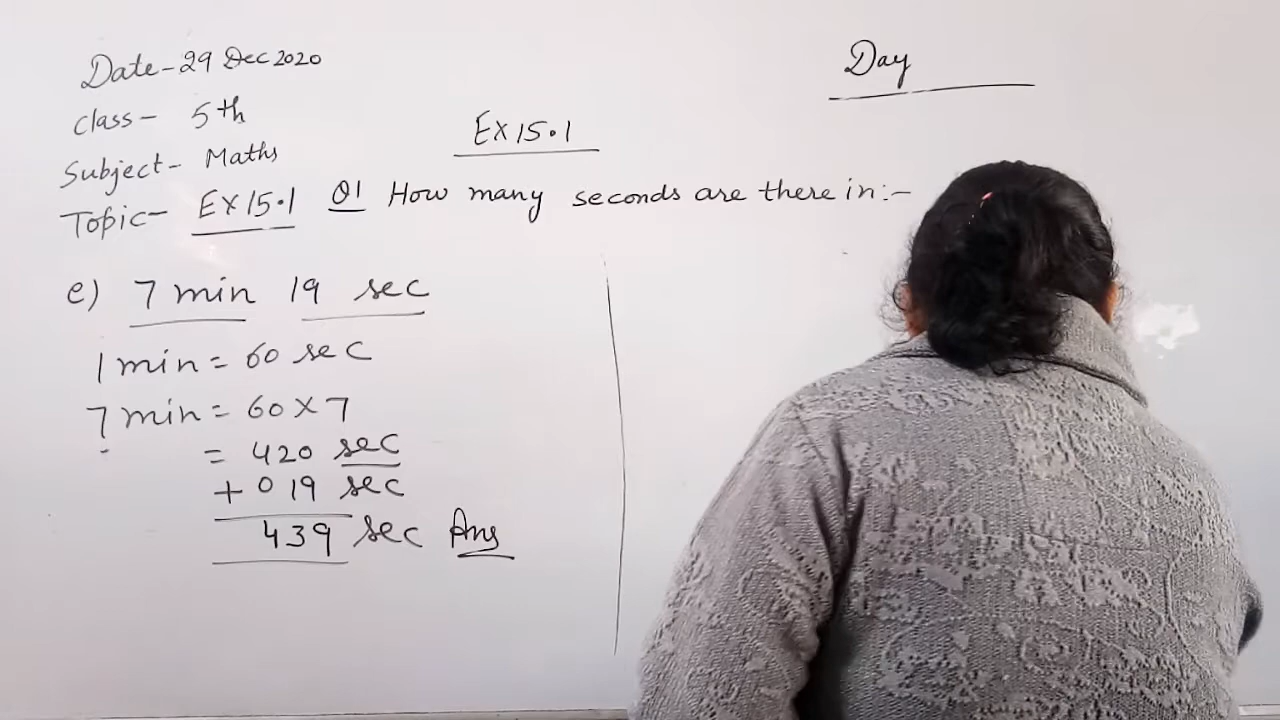 Date-29 Dec 2020
Day
class- 5th
Ex 15.1
Subject- Maths
Topic- Ex 15.1 Q1 How many seconds are there in:-
e) 7 min 19 sec
1 min = 60 sec
7 min = 60 × 7
= 420 sec
+ 019 sec
439 sec Ans